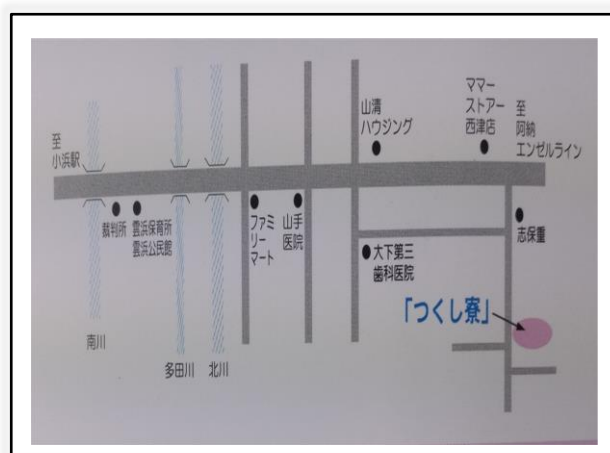 至
小浜駅
裁判所
雲浜保育所
雲浜公民館
南川
多田川
北川
ファミ
リー
マート
山手
医院
山清
ハウジング
大下第三
歯科医院
ママー
ストアー
西津店
至
阿納
エンゼルライン
志保重
「つくし寮」